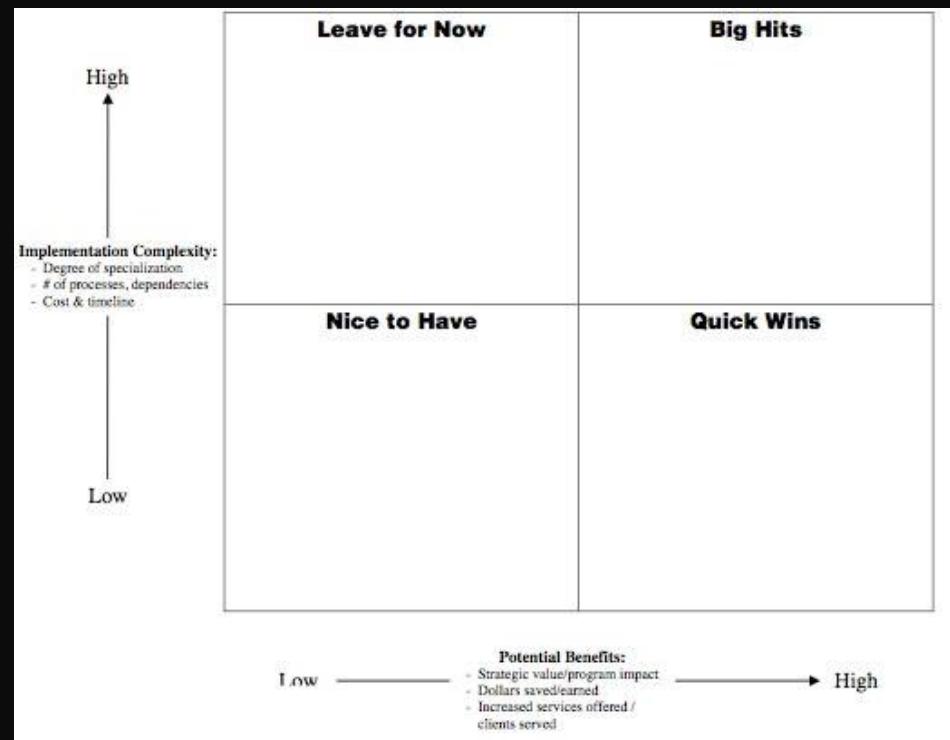 Leave for Now
Big Hits
High
Implementation Complexity:
- Degree of specialization
- # of processes, dependencies
- Cost & timeline
Nice to Have
Quick Wins
Low
Potential Benefits:
Low
- Strategic value/program impact
- Dollars saved/earned
- Increased services offered /
clients served
High